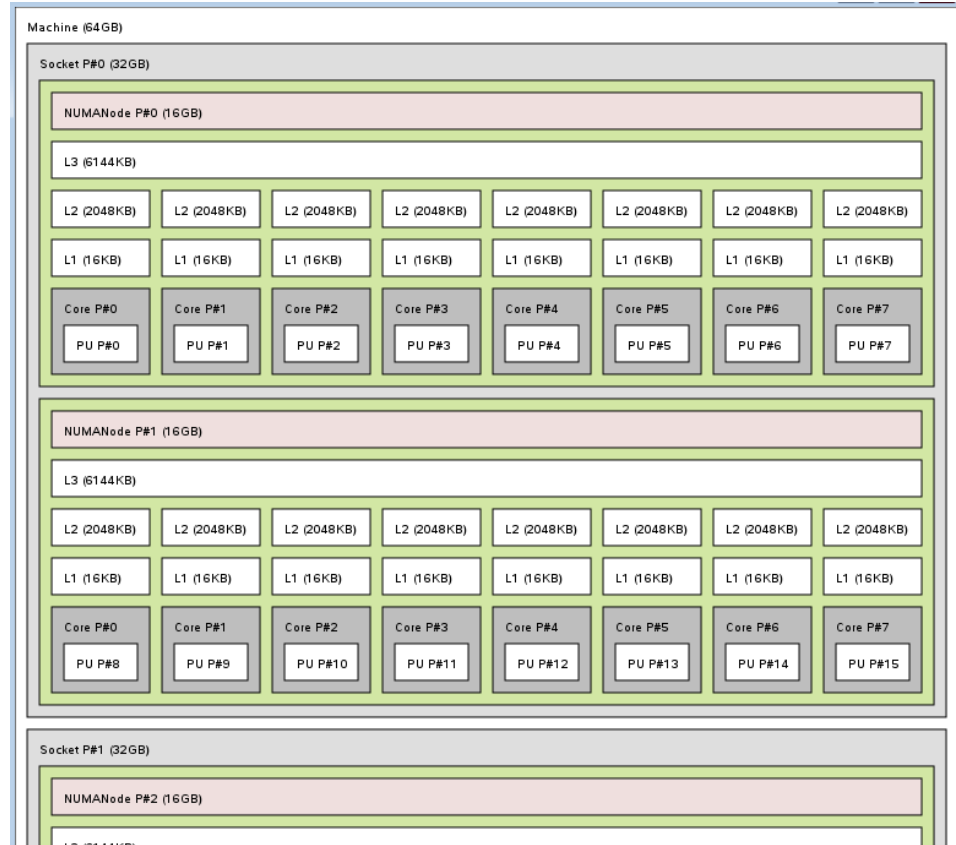 Machine (64GB)
Socket P#0 (32GB)
NUMANode P#0 (16GB)
L3 (6144KB)
L2 (2048KB) L2 (2048KB) L2 (2048KB) L2 (2048KB) L2 (2048KB) L2 (2048KB) L2 (2048KB) L2 (2048KB)
L1 (16KB) L1 (16KB) L1 (16KB) L1 (16KB) L1 (16KB) L1 (16KB) L1 (16KB) L1 (16KB)
Core P#0 Core P#1 Core P#2 Core P#3 Core P#4 Core P#5 Core P#6 Core P#7
PU P#0 PU P#1 PU P#2 PU P#3 PU P#4 PU P#5 PU P#6 PU P#7
NUMANode P#1 (16GB)
L3 (6144KB)
L2 (2048KB) L2 (2048KB) L2 (2048KB) L2 (2048KB) L2 (2048KB) L2 (2048KB) L2 (2048KB) L2 (2048KB)
L1 (16KB) L1 (16KB) L1 (16KB) L1 (16KB) L1 (16KB) L1 (16KB) L1 (16KB) L1 (16KB)
Core P#0 Core P#1 Core P#2 Core P#3 Core P#4 Core P#5 Core P#6 Core P#7
PU P#8 PU P#9 PU P#10 PU P#11 PU P#12 PU P#13 PU P#14 PU P#15
Socket P#1 (32GB)
NUMANode P#2 (16GB)